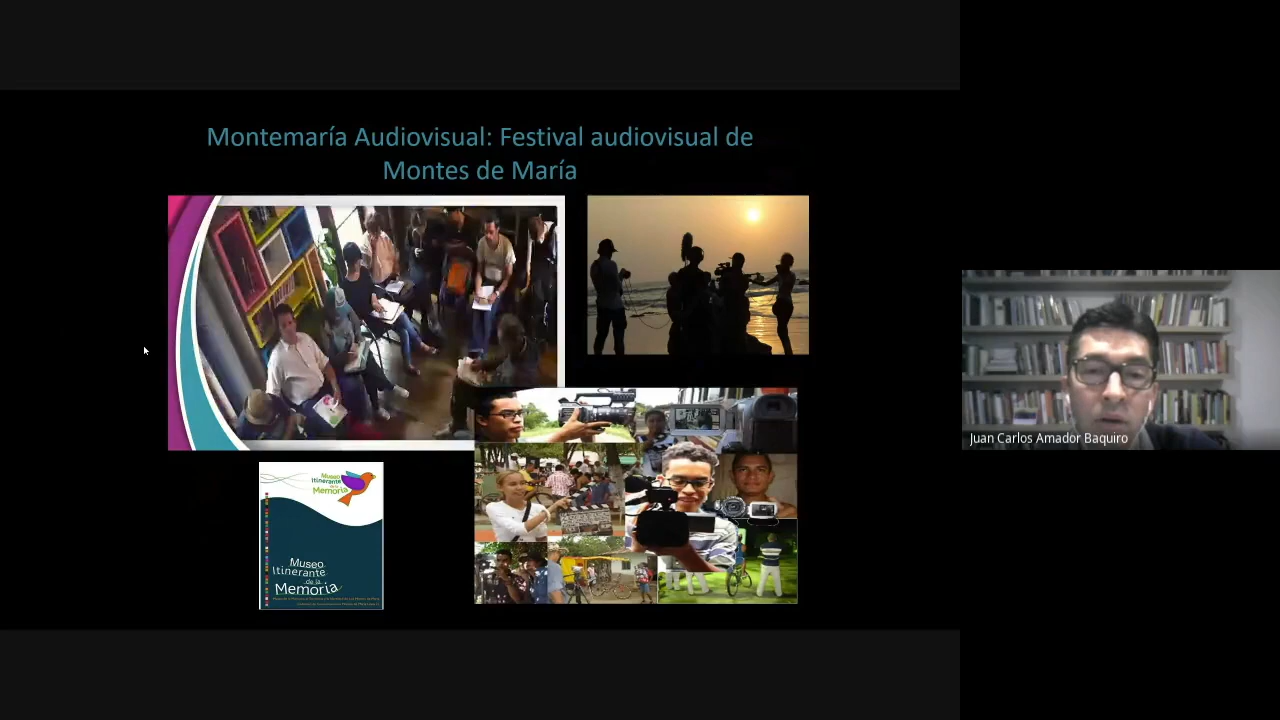 Montemaría Audiovisual: Festival audiovisual de
Montes de María
Museo
Itinerante
de la
Memoria
Museo
Itinerante
de la
Memoria
Juan Carlos Amador Baquiro